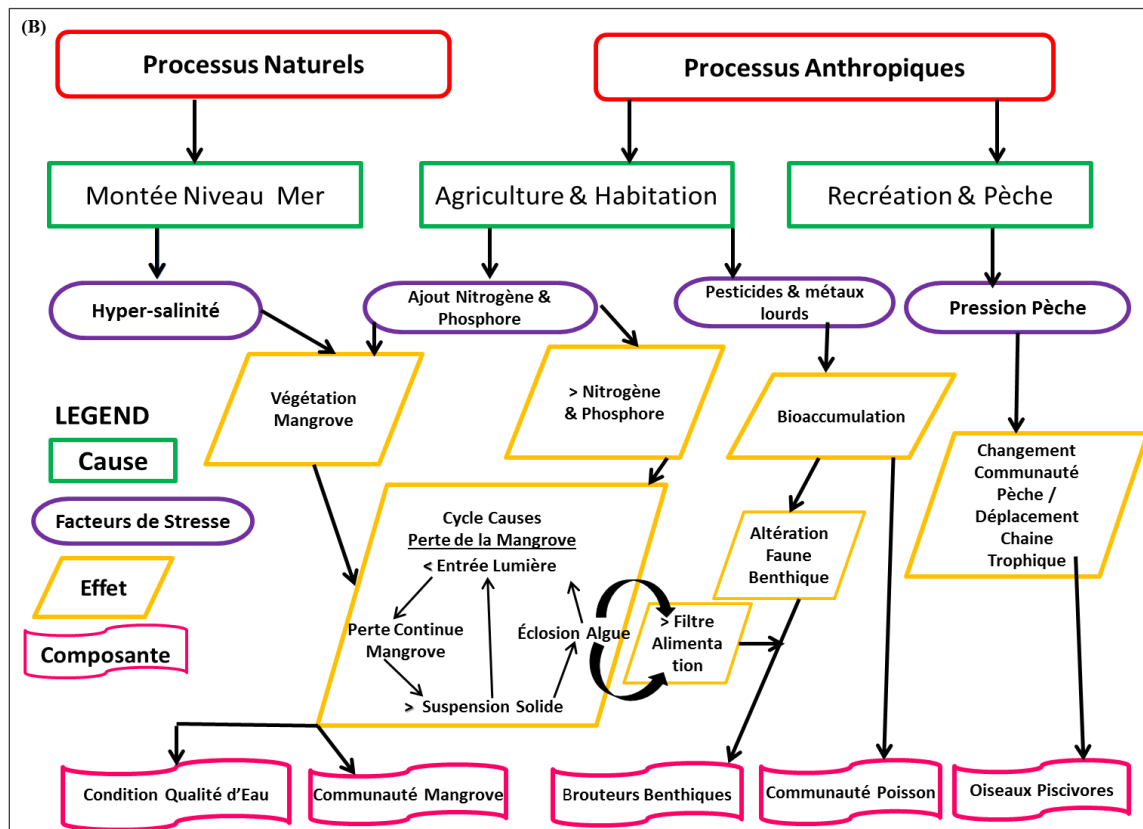 (B)
Processus Naturels
Processus Anthropiques
Montée Niveau Mer
Agriculture & Habitation
Recréation & Pèche
Hyper-salinité
Ajout Nitrogène &
Phosphore
Pesticides & métaux
lourds
Pression Pèche
Végétation
Mangrove
> Nitrogène
& Phosphore
Bioaccumulation
Changement
Communauté
Pèche /
Déplacement
Chaine
Trophique
LEGEND
Cause
Facteurs de Stresse
Effet
Composante
Cycle Causes
Perte de la Mangrove
< Entrée Lumière
Perte Continue
Mangrove
Éclosion Algue
> Suspension Solide
Altération
Faune
Benthique
> Filtre
Alimenta
tion
Condition Qualité d’Eau
Communauté Mangrove
Brouteurs Benthiques
Communauté Poisson
Oiseaux Piscivores